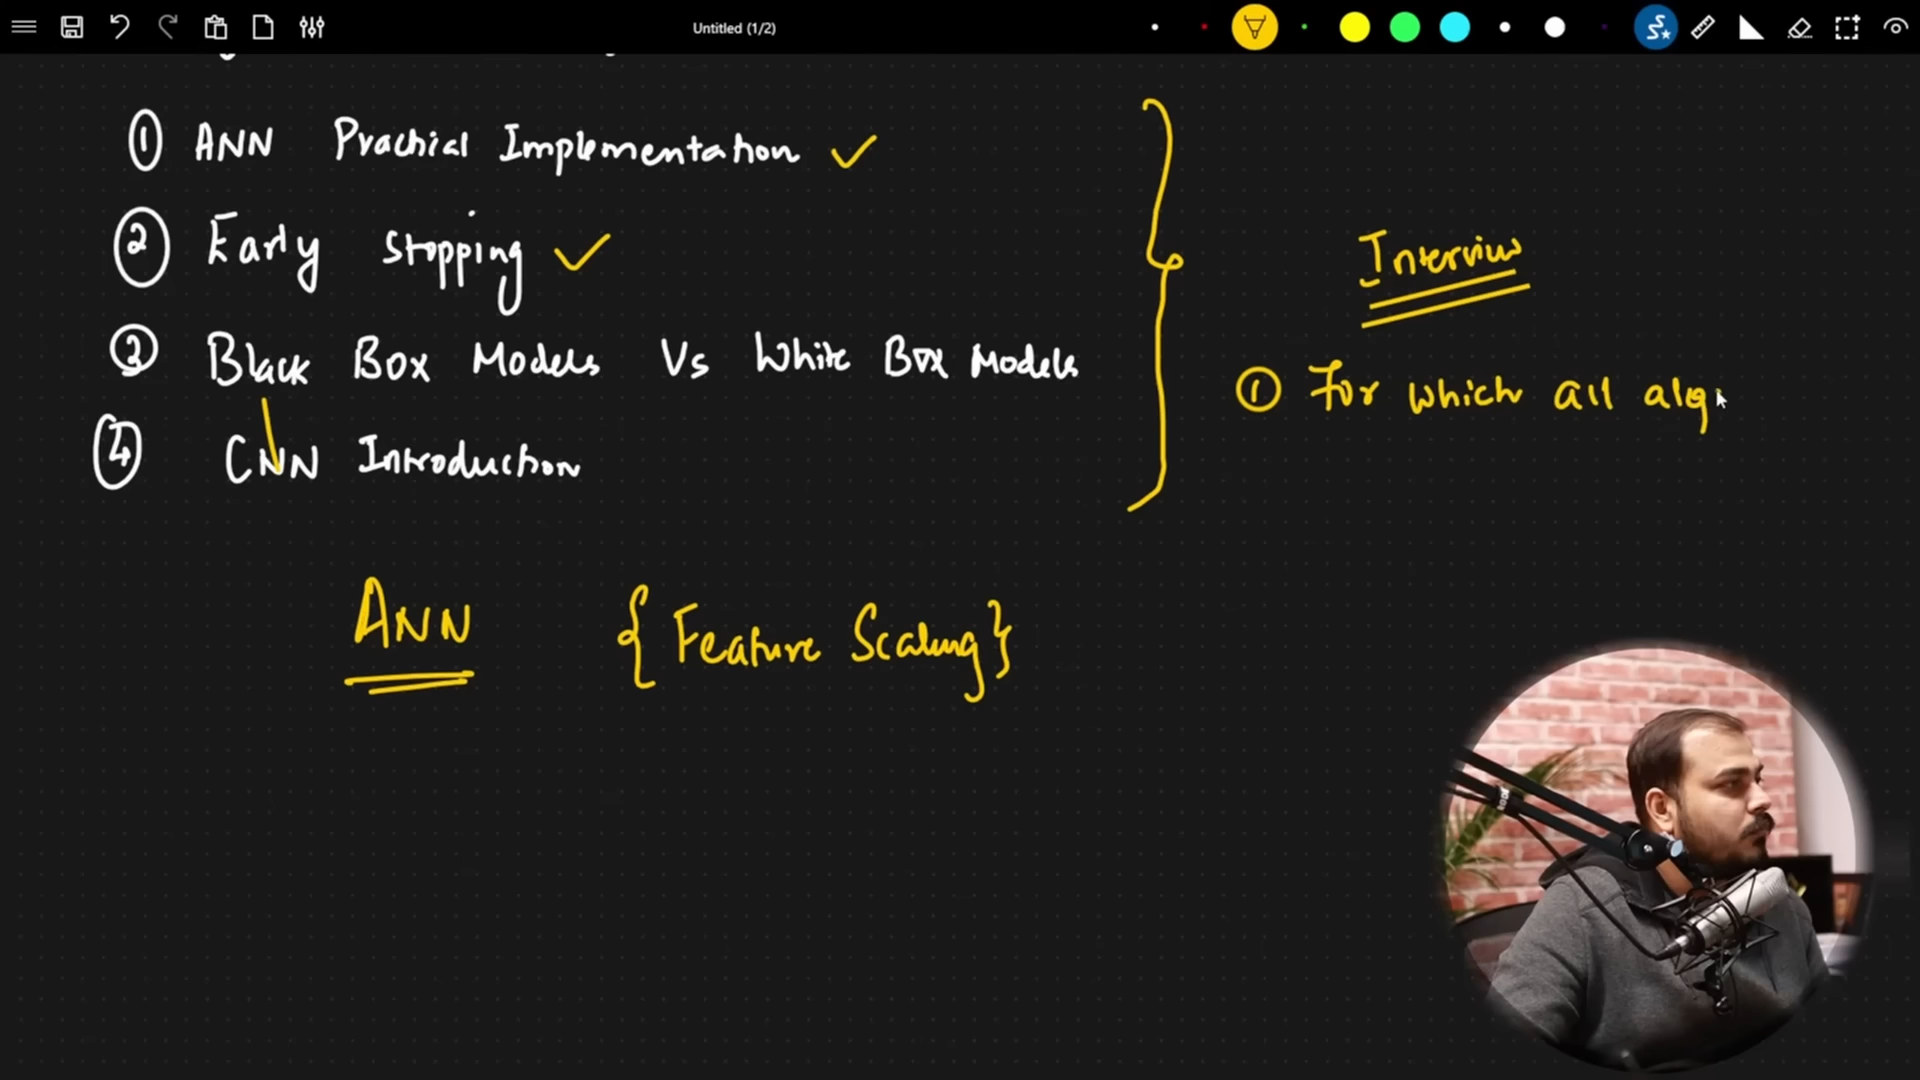 Untitled (1/2)
① ANN Practical Implementation ✓
② Early Stopping ✓
③ Black Box Models Vs White Box Models
④ CNN Introduction
Interview
① For which all alg
ANN { Feature Scaling }